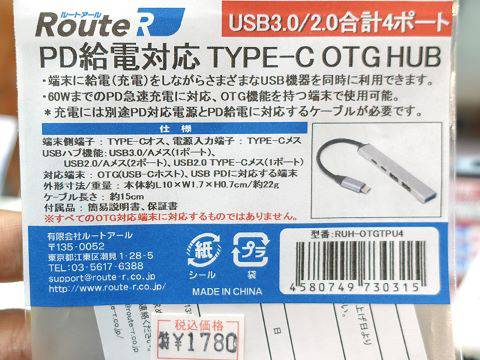 ルートアール
Route R
USB3.0/2.0合計4ポート
PD給電対応 TYPE-C OTG HUB
・端末に給電(充電)をしながらさまざまなUSB機器を同時に利用できます。
・60WまでのPD急速充電に対応、OTG機能を持つ端末で使用可能。
*充電には別途PD対応電源とPD給電に対応するケーブルが必要です。
仕様
端末側端子:TYPE-Cオス、電源入力端子:TYPE-Cメス
USBハブ機能:USB3.0/Aメス(1ポート)、
USB2.0/Aメス(2ポート)、USB2.0 TYPE-Cメス(1ポート)
対応端末:OTG(USBホスト)、USB PDに対応する端末
外形寸法/重量:本体約L10×W1.7×H0.7cm/約22g
ケーブル長さ:約15cm
付属品:簡易説明書、保証書
※すべてのOTG対応端末に対応するものではありません。
有限会社ルートアール
〒135-0052
東京都江東区潮見1-28-5
TEL:03-5617-6388
support@route-r.co.jp
http://www.route-r.co.jp/
紙
シール
プラ
袋
MADE IN CHINA
型番:RUH-OTGTPU4
4580749730315
税込価格
特¥1780